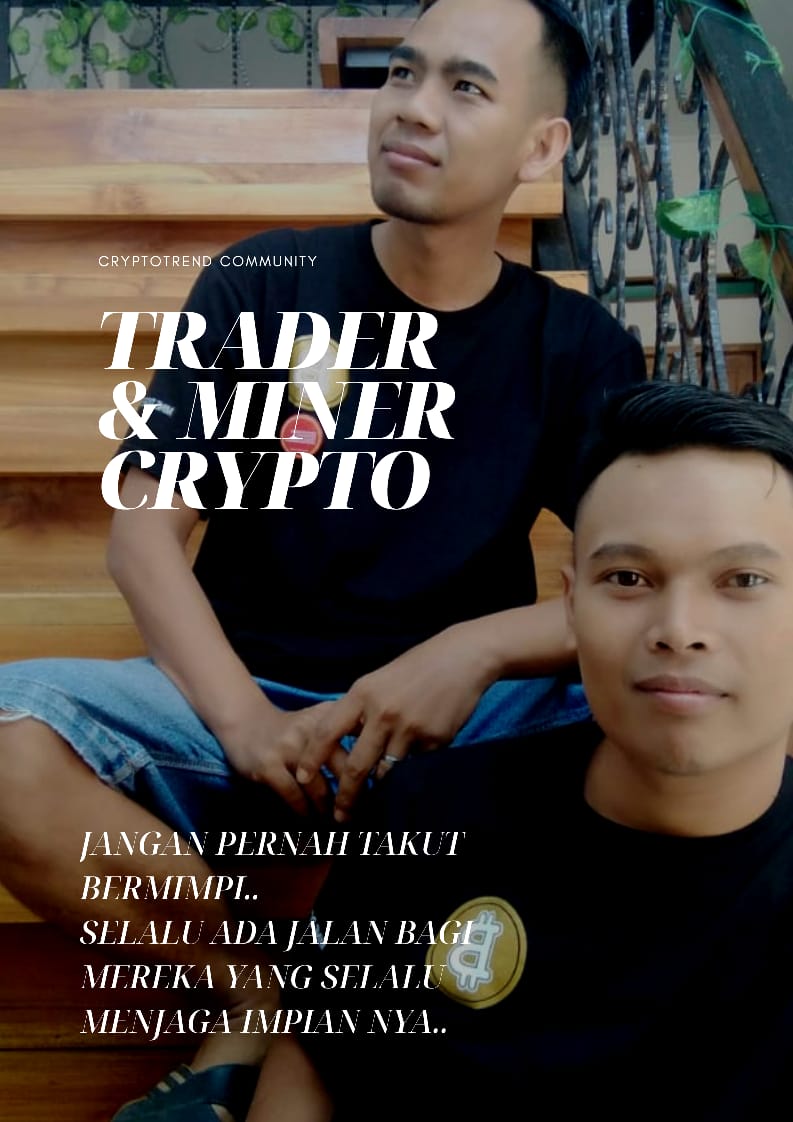 CRYPTOTREND COMMUNITY
TRADER
& MINER
CRYPTO
JANGAN PERNAH TAKUT
BERMIMPI..
SELALU ADA JALAN BAGI
MEREKA YANG SELALU
MENJAGA IMPIAN NYA..